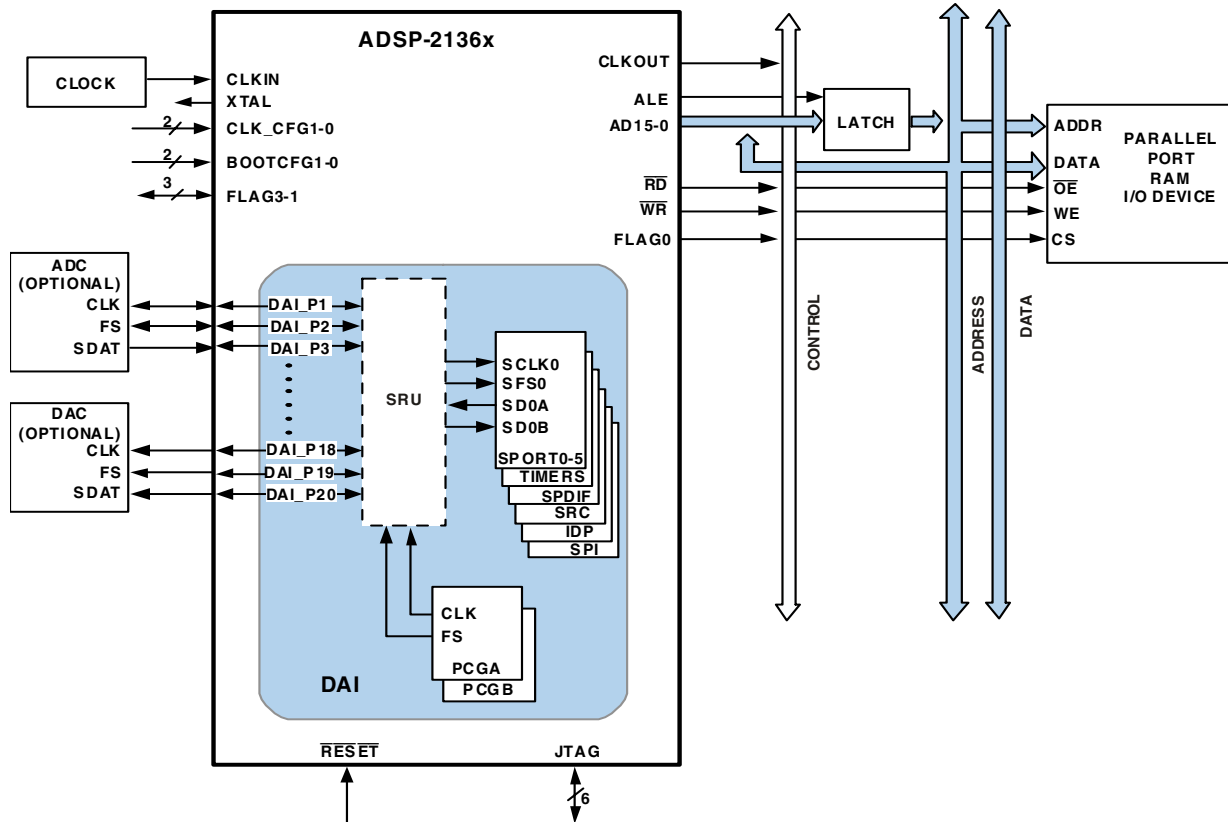 ADSP-2136x
CLOCK
CLKIN
XTAL
2
CLK_CFG1-0
2
BOOTCFG1-0
3
FLAG3-1
CLKOUT
ALE
AD15-0
RD
WR
FLAG0
LATCH
ADDR
DATA
OE
WE
CS
PARALLEL
PORT
RAM
I/O DEVICE
CONTROL
ADDRESS
DATA
ADC
(OPTIONAL)
CLK
FS
SDAT
DAC
(OPTIONAL)
CLK
FS
SDAT
DAI_P1
DAI_P2
DAI_P3
DAI_P18
DAI_P19
DAI_P20
SRU
SCLK0
SFS0
SD0A
SD0B
SPORT0-5
TIMERS
SPDIF
SRC
IDP
SPI
CLK
FS
PCGA
PCGB
DAI
RESET
JTAG
6